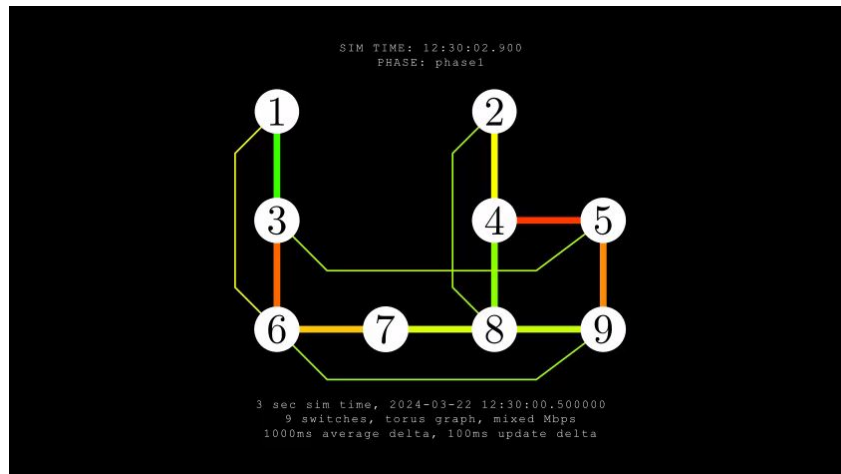 SIM TIME: 12:30:02.900
PHASE: phase1
1 2
3 4 5
6 7 8 9
3 sec sim time, 2024-03-22 12:30:00.500000
9 switches, torus graph, mixed Mbps
1000ms average delta, 100ms update delta